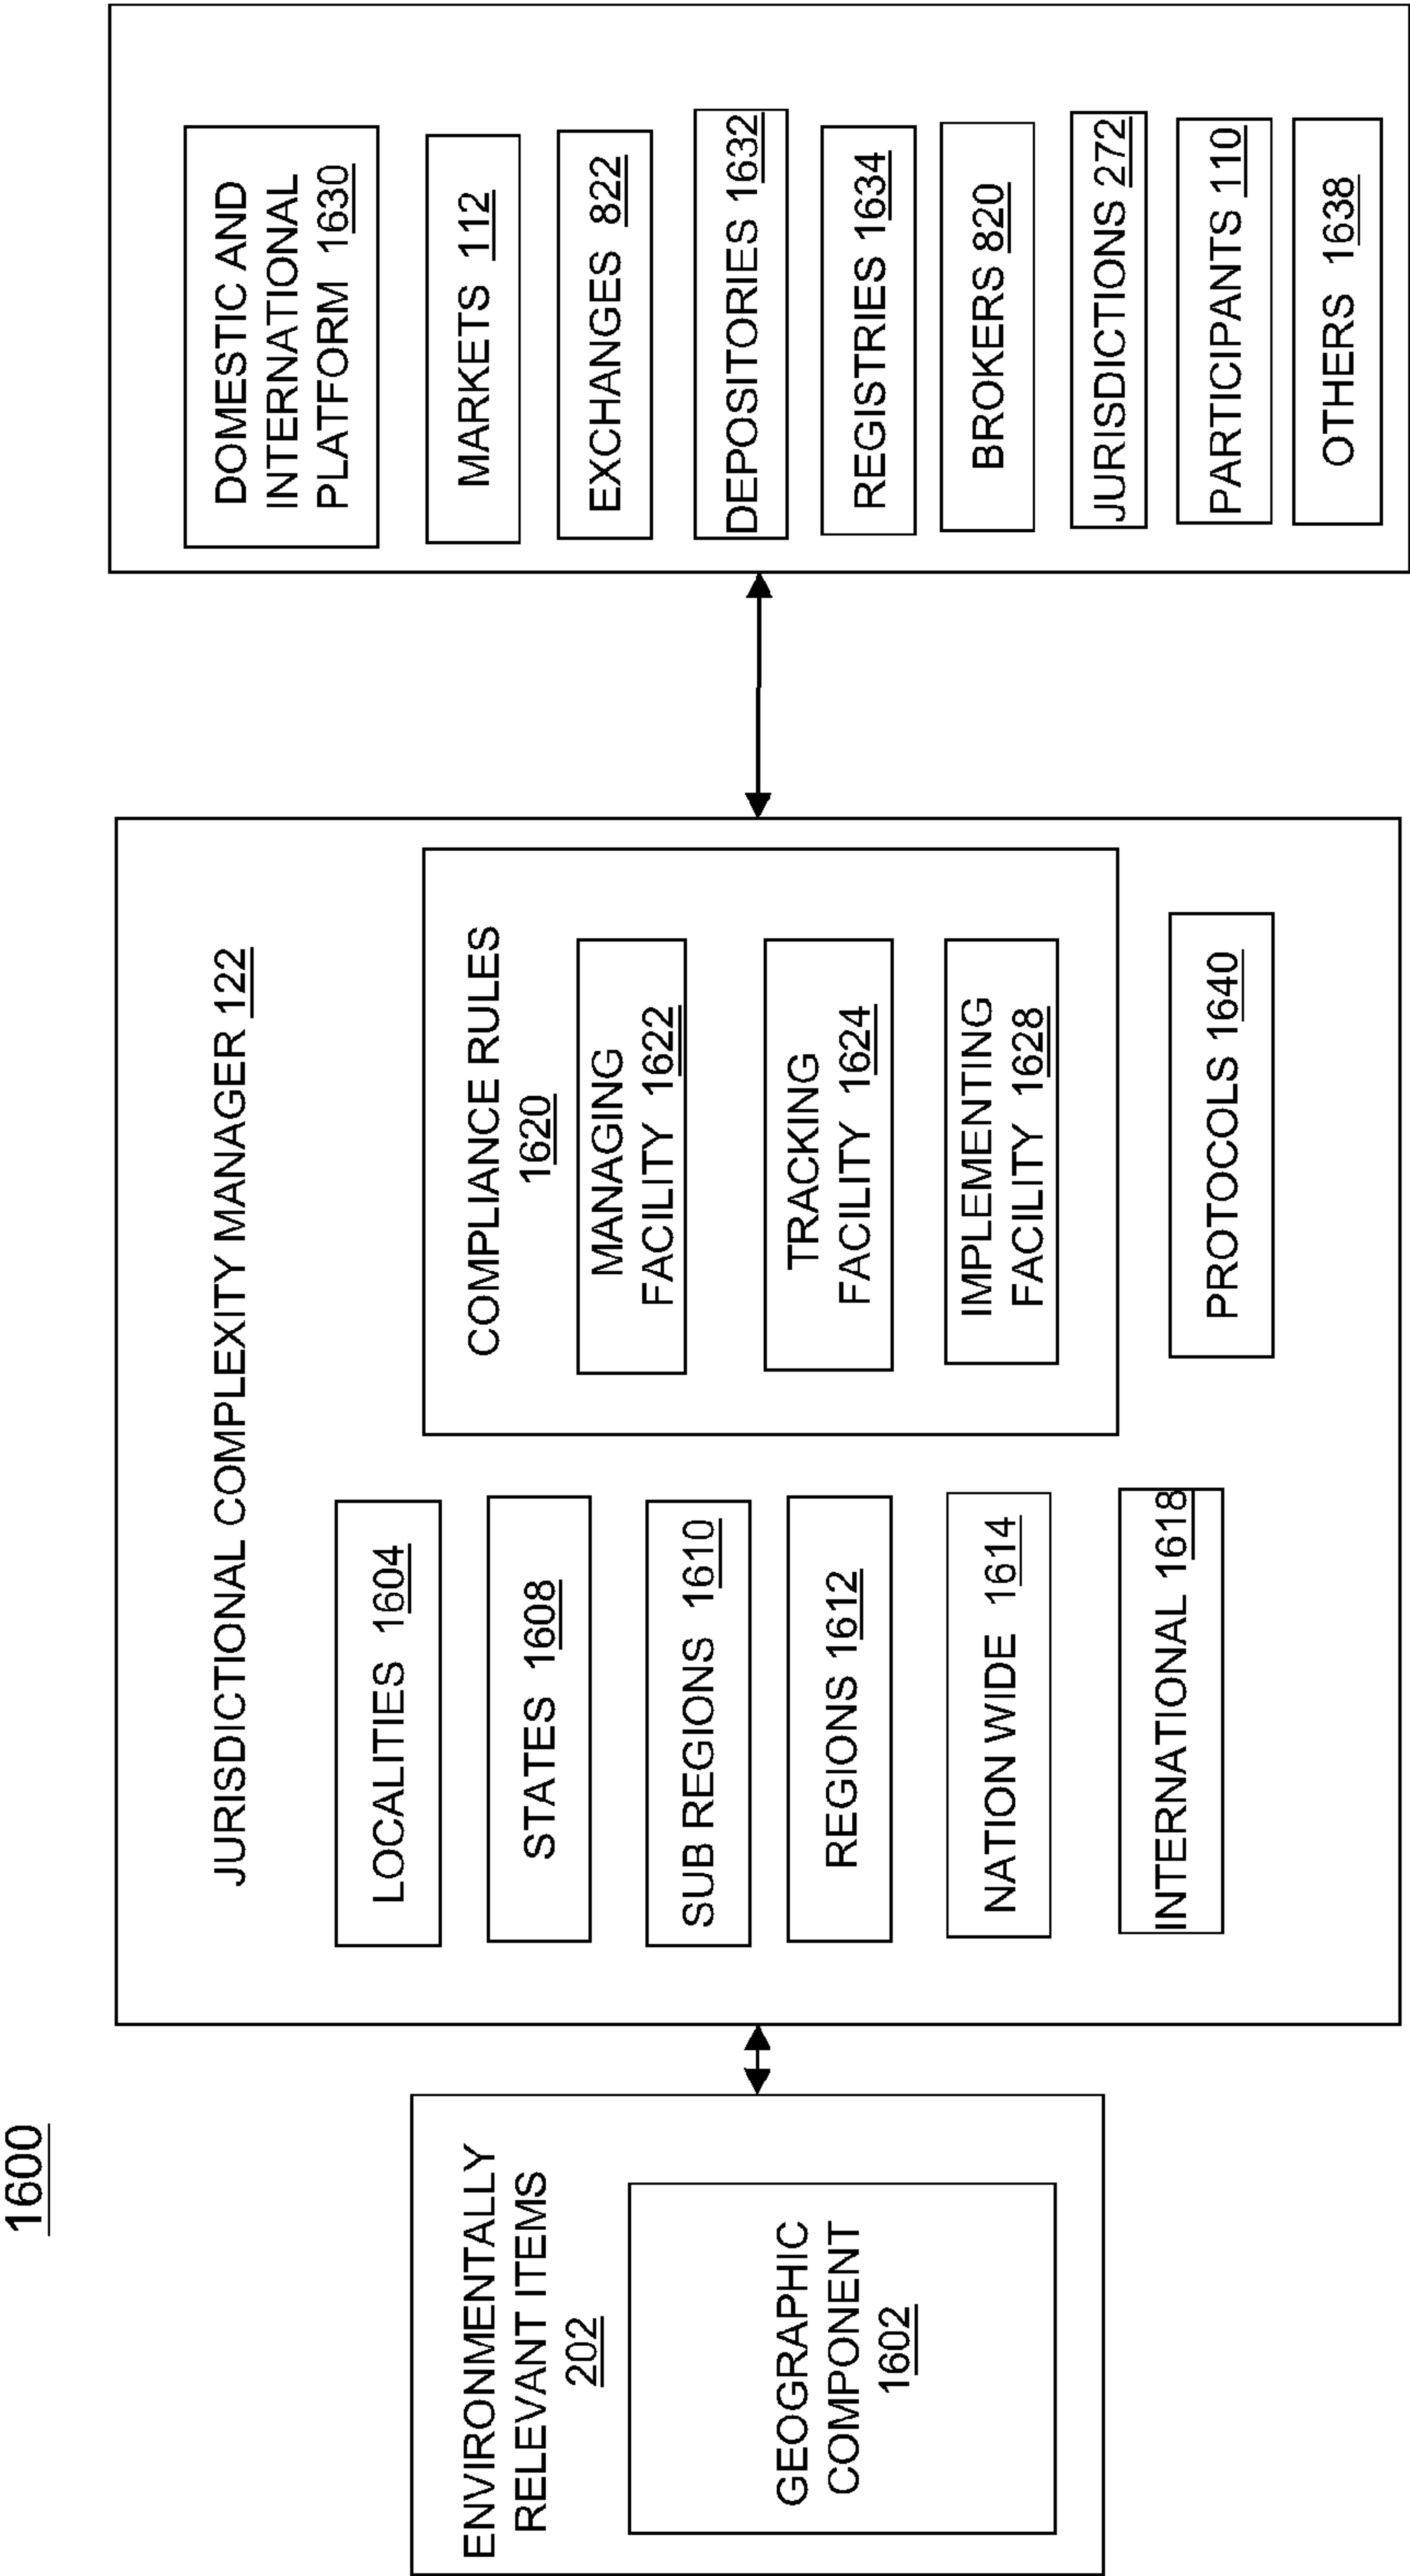 1600
ENVIRONMENTALLY
RELEVANT ITEMS
202
GEOGRAPHIC
COMPONENT
1602
JURISDICTIONAL COMPLEXITY MANAGER 122
LOCALITIES 1604
STATES 1608
SUB REGIONS 1610
REGIONS 1612
NATION WIDE 1614
INTERNATIONAL 1618
COMPLIANCE RULES
1620
MANAGING
FACILITY 1622
TRACKING
FACILITY 1624
IMPLEMENTING
FACILITY 1628
PROTOCOLS 1640
DOMESTIC AND
INTERNATIONAL
PLATFORM 1630
MARKETS 112
EXCHANGES 822
DEPOSITORIES 1632
REGISTRIES 1634
BROKERS 820
JURISDICTIONS 272
PARTICIPANTS 110
OTHERS 1638